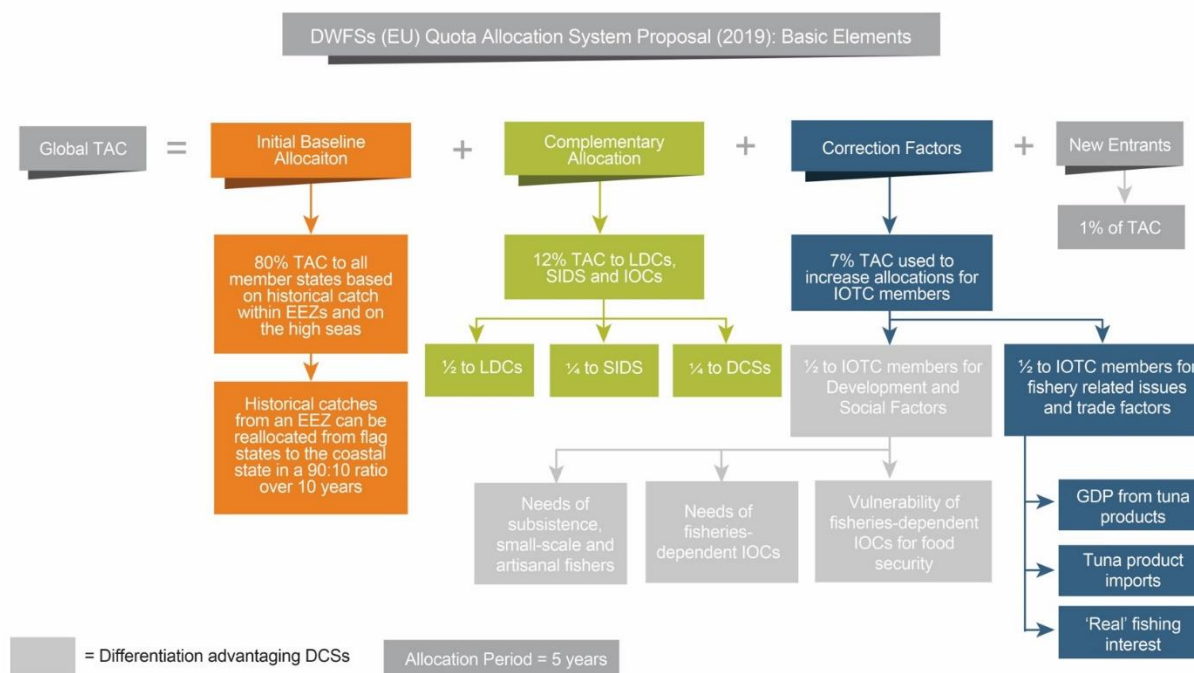 DWFSs (EU) Quota Allocation System Proposal (2019): Basic Elements
Global TAC
=
Initial Baseline
Allocaiton
+
Complementary
Allocation
+
Correction Factors
+
New Entrants
80% TAC to all
member states based
on historical catch
within EEZs and on
the high seas
12% TAC to LDCs,
SIDS and IOCs
7% TAC used to
increase allocations for
IOTC members
1% of TAC
½ to LDCs
¼ to SIDS
¼ to DCSs
½ to IOTC members for
Development and
Social Factors
½ to IOTC members for
fishery related issues
and trade factors
Historical catches
from an EEZ can be
reallocated from flag
states to the coastal
state in a 90:10 ratio
over 10 years
Needs of
subsistence,
small-scale and
artisanal fishers
Needs of
fisheries-
dependent IOCs
Vulnerability of
fisheries-dependent
IOCs for food
security
GDP from tuna
products
Tuna product
imports
‘Real’ fishing
interest
= Differentiation advantaging DCSs
Allocation Period = 5 years